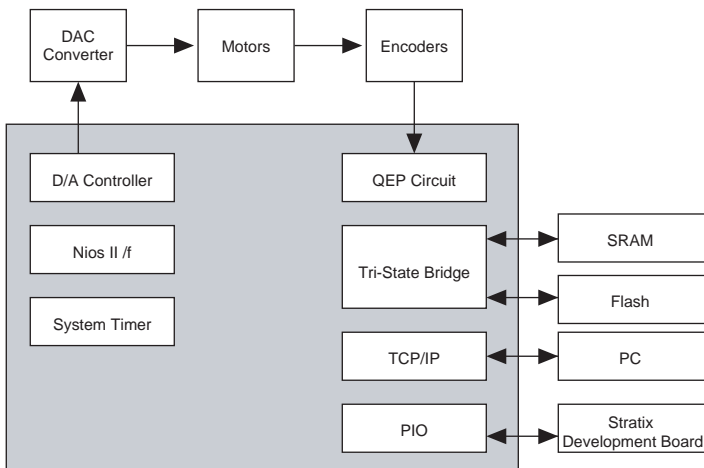 DAC
Converter
Motors
Encoders
D/A Controller
QEP Circuit
Nios II /f
Tri-State Bridge
SRAM
System Timer
Flash
TCP/IP
PC
PIO
Stratix
Development Board